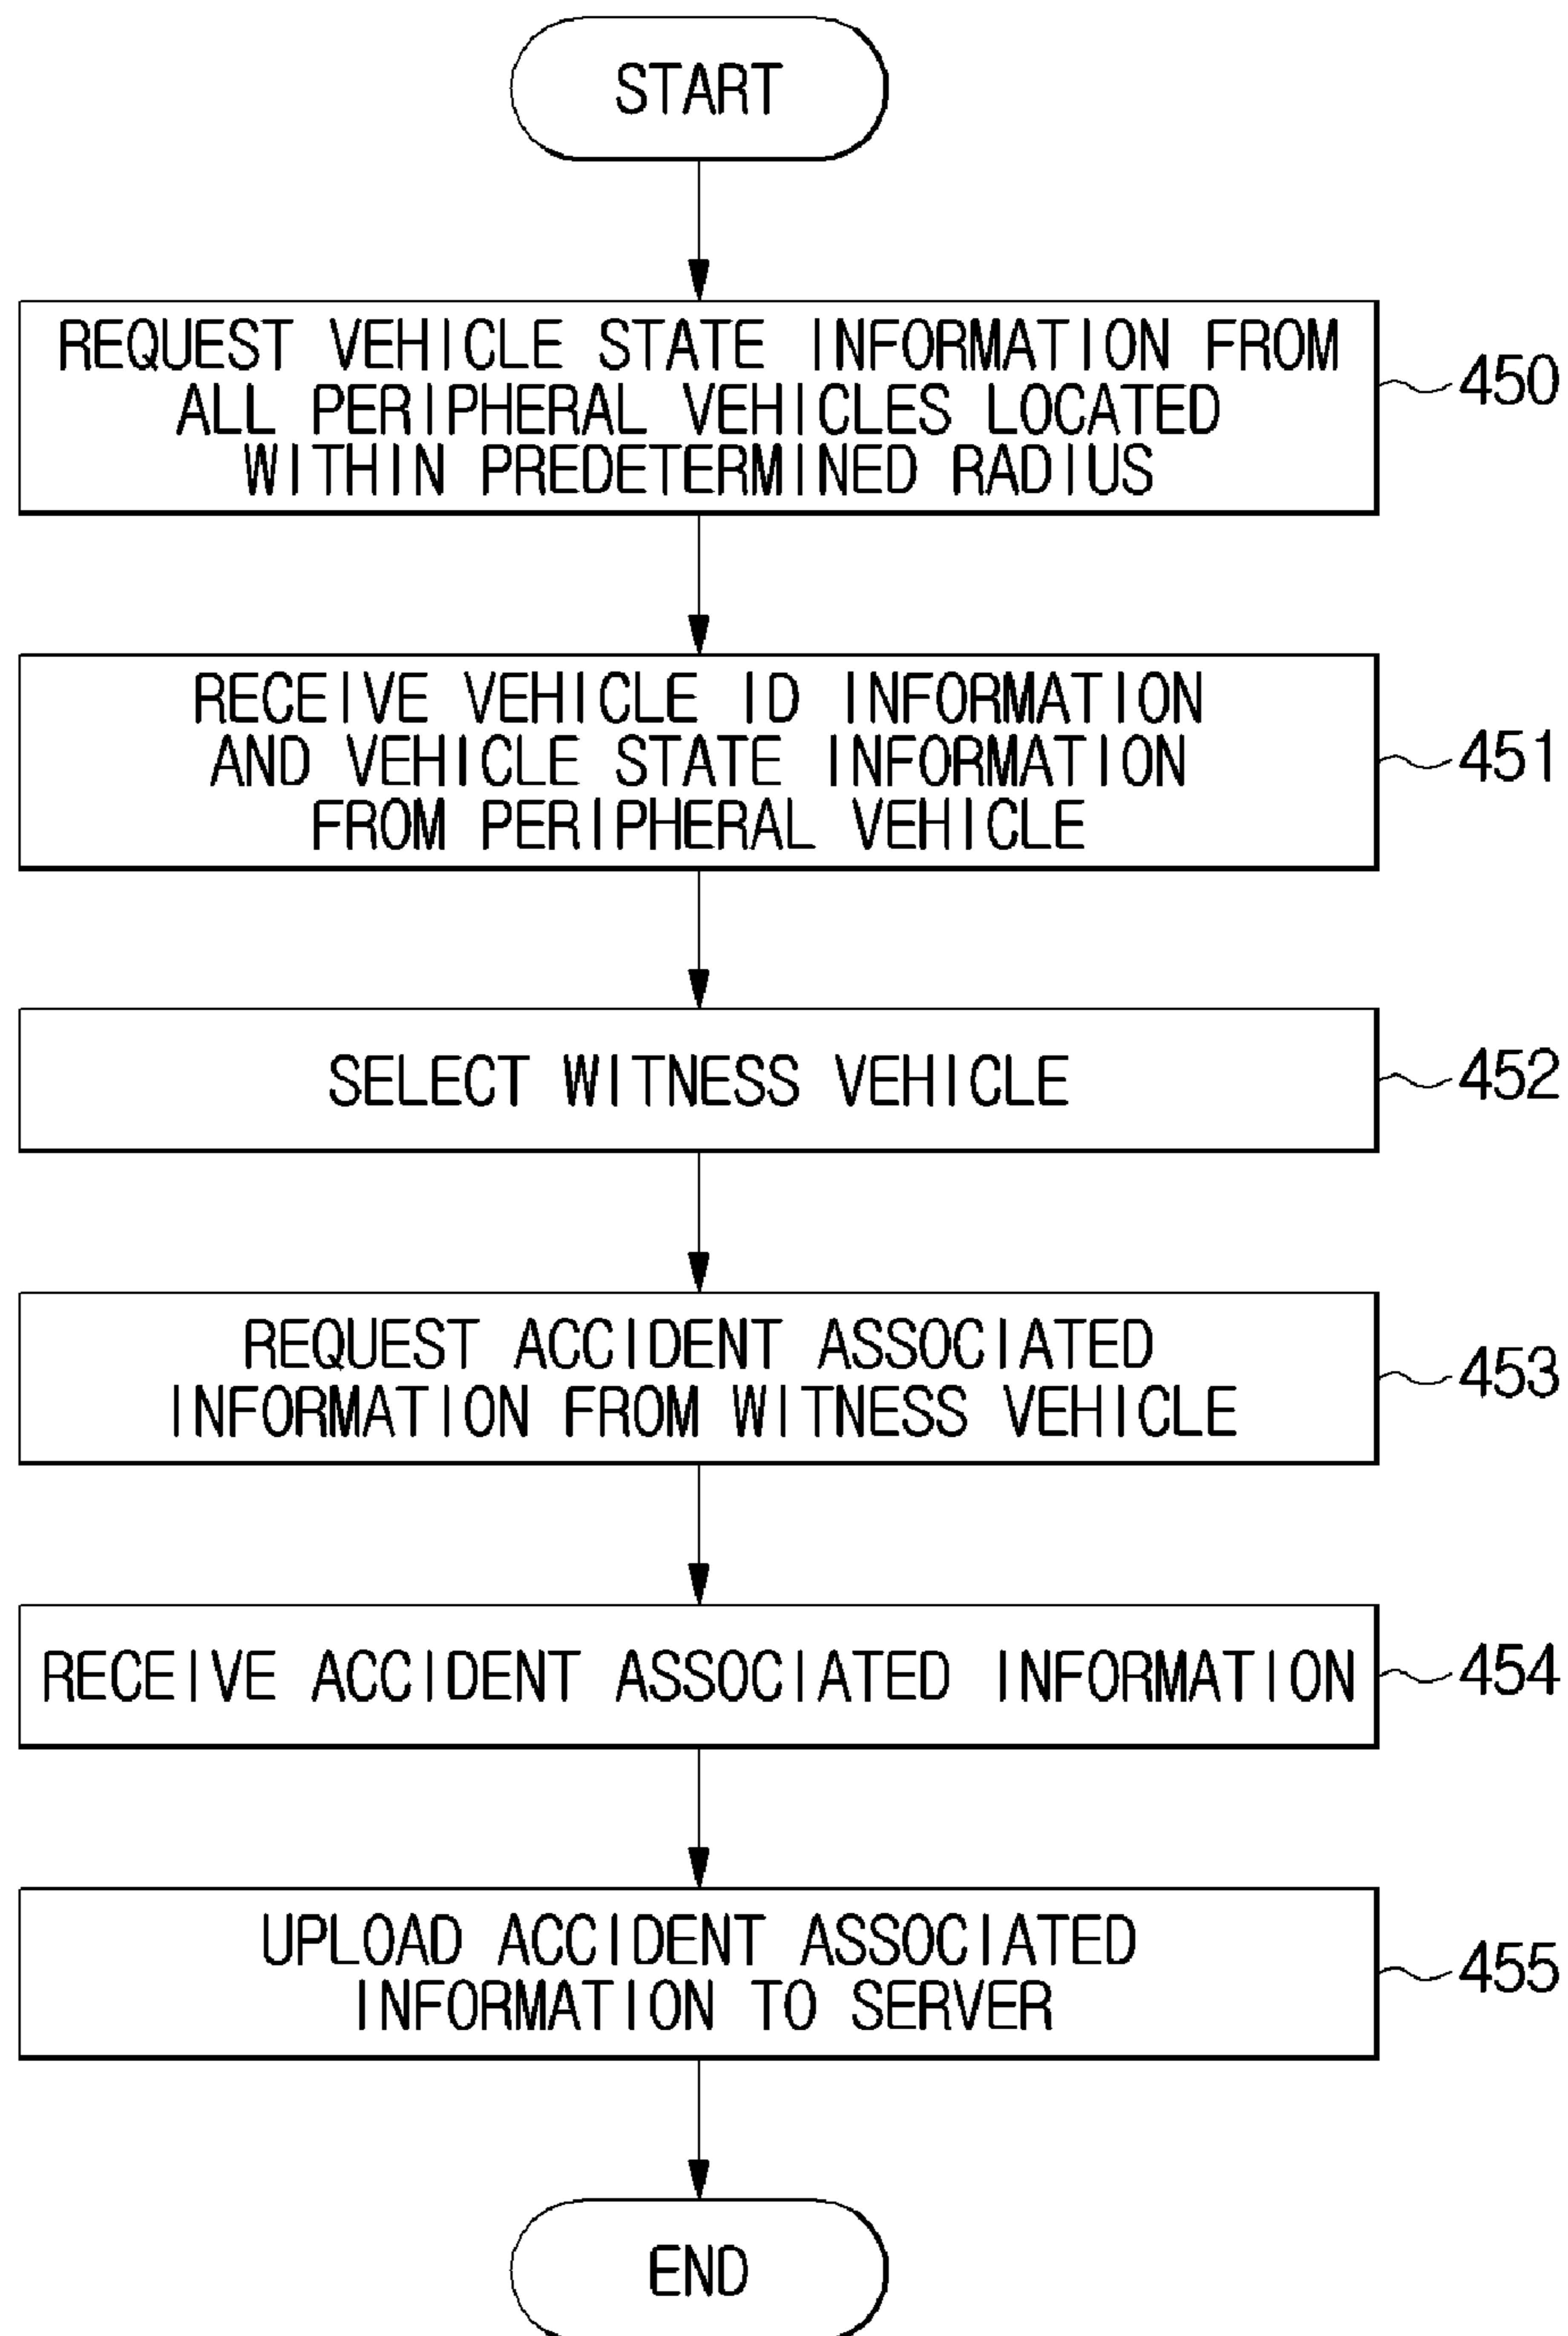 START
REQUEST VEHICLE STATE INFORMATION FROM
ALL PERIPHERAL VEHICLES LOCATED
WITHIN PREDETERMINED RADIUS
450
RECEIVE VEHICLE ID INFORMATION
AND VEHICLE STATE INFORMATION
FROM PERIPHERAL VEHICLE
451
SELECT WITNESS VEHICLE
452
REQUEST ACCIDENT ASSOCIATED
INFORMATION FROM WITNESS VEHICLE
453
RECEIVE ACCIDENT ASSOCIATED INFORMATION
454
UPLOAD ACCIDENT ASSOCIATED
INFORMATION TO SERVER
455
END